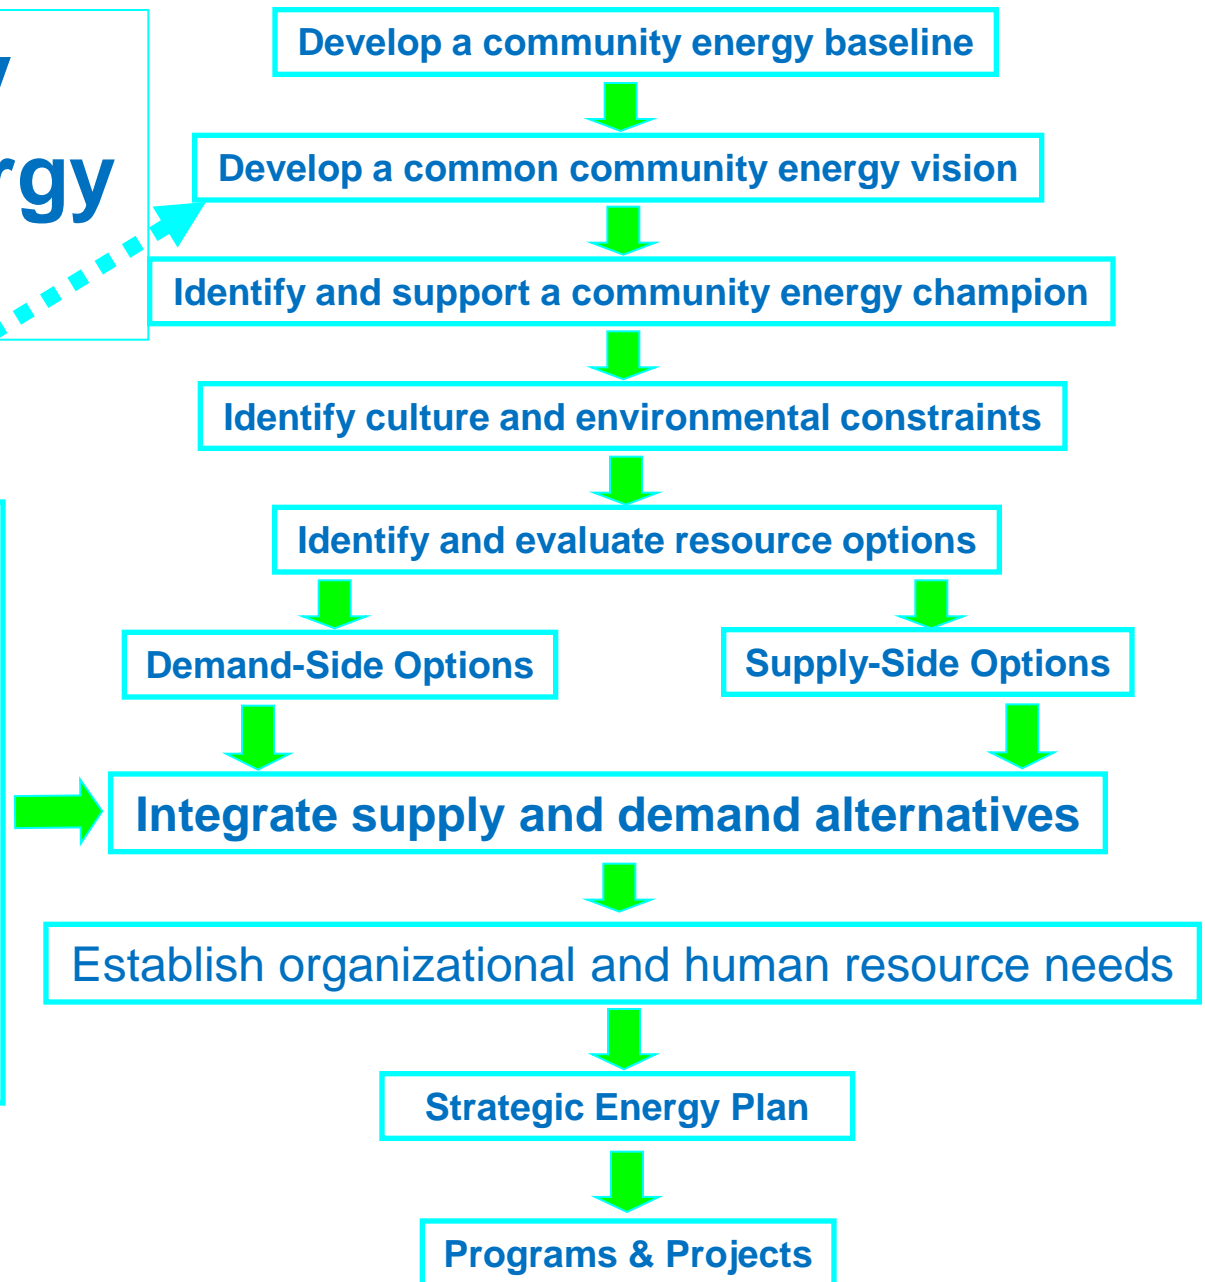 Develop a community energy baseline
Develop a common community energy vision
Identify and support a community energy champion
Identify culture and environmental constraints
Identify and evaluate resource options
Demand-Side Options
Supply-Side Options
Integrate supply and demand alternatives
Establish organizational and human resource needs
Strategic Energy Plan
Programs & Projects